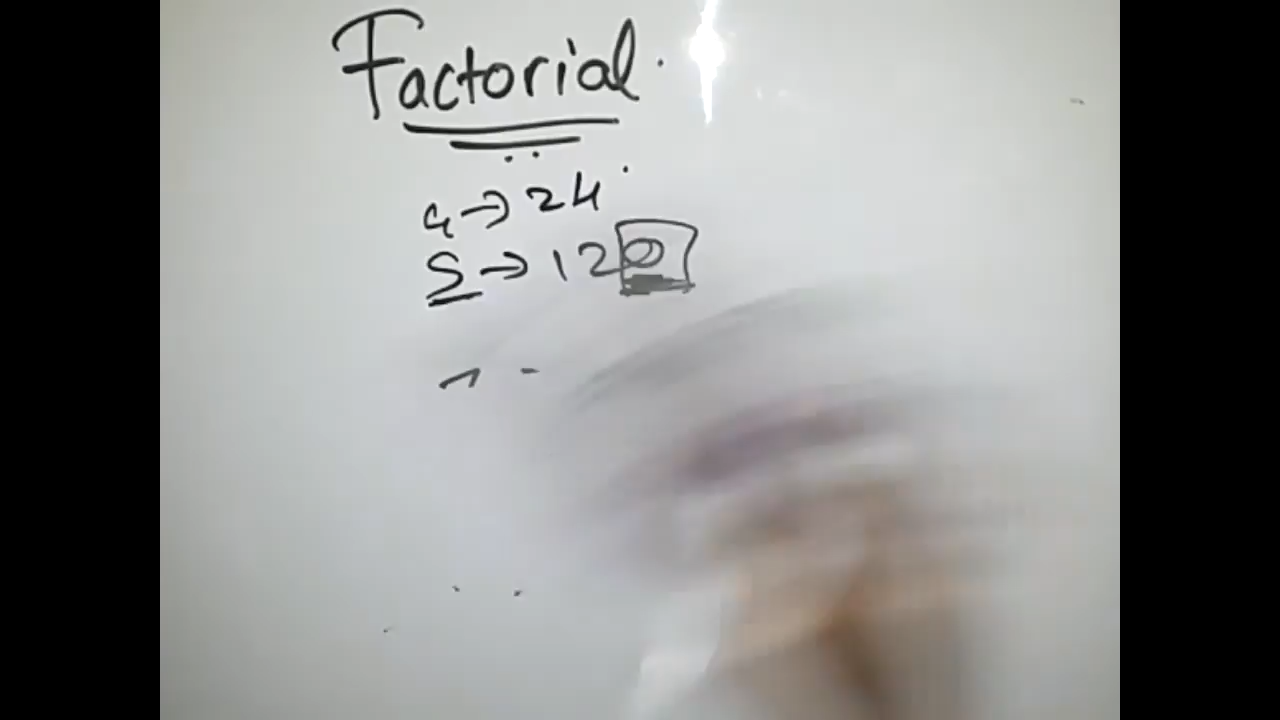 Factorial.
4 → 24
5 → 120